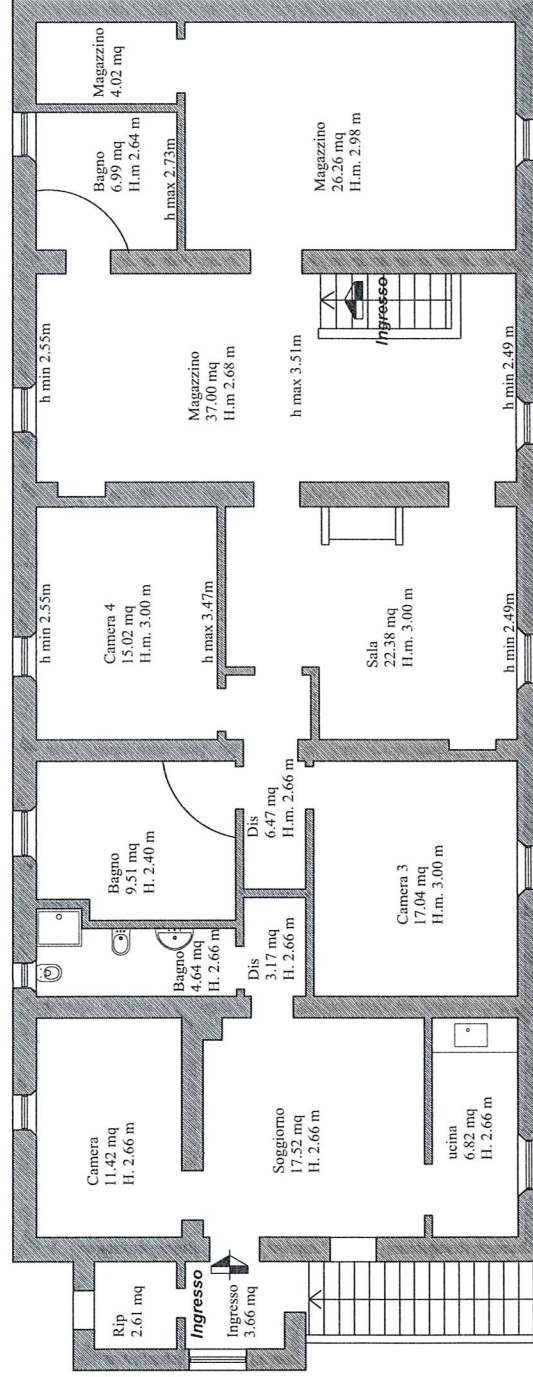 Rip
2.61 mq
Ingresso
Ingresso
3.66 mq
Camera
11.42 mq
H. 2.66 m
Soggiorno
17.52 mq
H. 2.66 m
ucina
6.82 mq
H. 2.66 m
Bagno
4.64 mq
H. 2.66 m
Dis
3.17 mq
H. 2.66 m
Bagno
9.51 mq
H. 2.40 m
Dis
6.47 mq
H.m. 2.66 m
Camera 3
17.04 mq
H.m. 3.00 m
h min 2.55m
Camera 4
15.02 mq
H.m. 3.00 m
h max 3.47m
Sala
22.38 mq
H.m. 3.00 m
h min 2.49m
h min 2.55m
Magazzino
37.00 mq
H.m 2.68 m
h max 3.51m
Ingresso
h min 2.49 m
Bagno
6.99 mq
H.m 2.64 m
h max 2.73m
Magazzino
4.02 mq
Magazzino
26.26 mq
H.m. 2.98 m